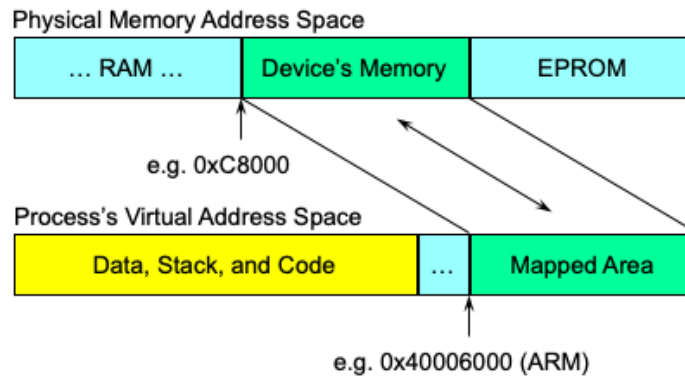 Physical Memory Address Space
... RAM ... Device's Memory EPROM
e.g. 0xC8000
Process's Virtual Address Space
Data, Stack, and Code ... Mapped Area
e.g. 0x40006000 (ARM)